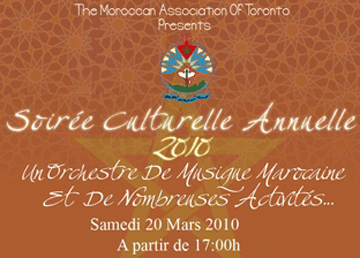 The Moroccan Association Of Toronto
Presents
Soirée Culturelle Annuelle
2010
Un Orchestre De Musique Marocaine
Et De Nombreuses Activités...
Samedi 20 Mars 2010
A partir de 17:00h